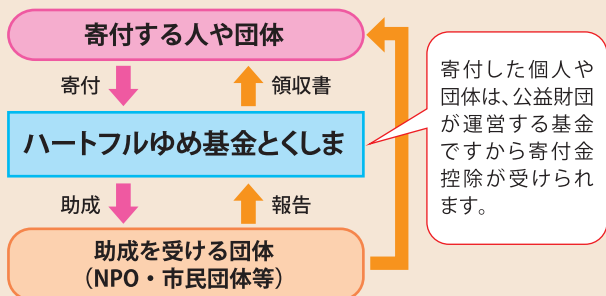 寄付する人や団体
寄付
領収書
ハートフルゆめ基金とくしま
助成
報告
助成を受ける団体
（NPO・市民団体等）
寄付した個人や
団体は、公益財団
が運営する基金
ですから寄付金
控除が受けられ
ます。